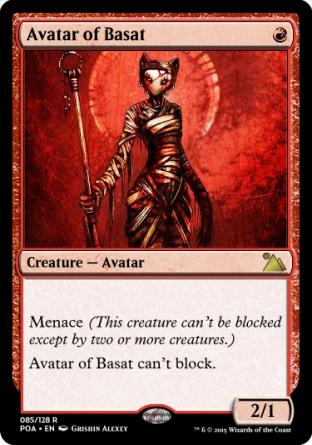 Avatar of Basat
Creature — Avatar
Menace (This creature can't be blocked
except by two or more creatures.)
Avatar of Basat can't block.
2/1
085/128 R
POA • EN Grishin Alexey
™ & © 2015 Wizards of the Coast